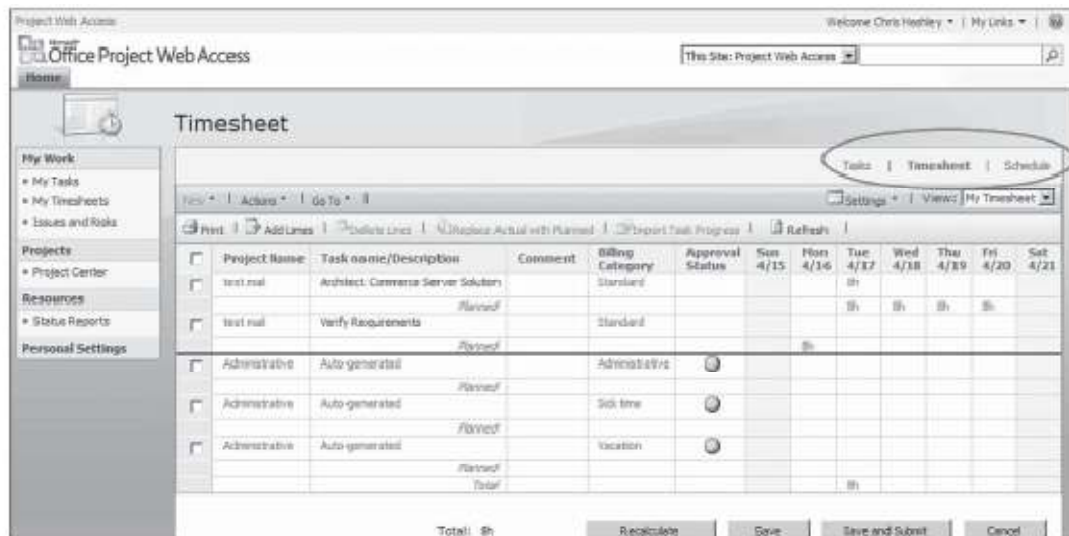 Project Web Access
Welcome Chris Hashley | My Links |
Microsoft
Office Project Web Access
This Site: Project Web Access
Home
Timesheet
Tasks | Timesheet | Schedule
My Work
My Tasks
My Timesheets
Issues and Risks
Projects
Project Center
Resources
Status Reports
Personal Settings
New | Actions | Go To |
Settings | View: My Timesheet
Print | Add Lines | Delete Lines | Replace Actual with Planned | Import Task Progress | Refresh |
Project Name Task name/Description Comment Billing Category Approval Status Sun 4/15 Mon 4/16 Tue 4/17 Wed 4/18 Thu 4/19 Fri 4/20 Sat 4/21
test mail Architect Commerce Server Solution Standard 8h
Planned 8h 8h 8h 8h
test mail Verify Requirements Standard
Planned 8h
Administrative Auto-generated Administrative
Planned
Administrative Auto-generated Sick time
Planned
Administrative Auto-generated Vacation
Planned
Total 8h
Total: 8h Recalculate Save Save and Submit Cancel